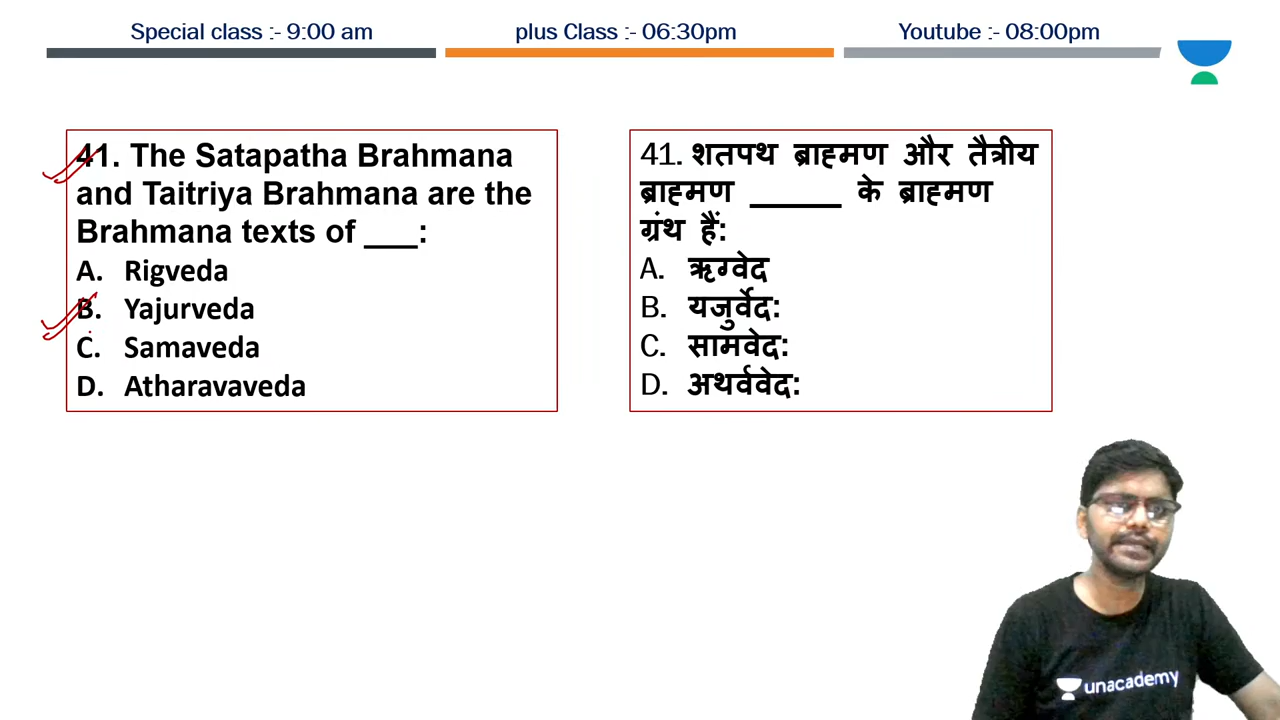 Special class :- 9:00 am
plus Class :- 06:30pm
Youtube :- 08:00pm
41. The Satapatha Brahmana
and Taitriya Brahmana are the
Brahmana texts of ___:
A. Rigveda
B. Yajurveda
C. Samaveda
D. Atharavaveda
41. शतपथ ब्राह्मण और तैत्रीय
ब्राह्मण ______ के ब्राह्मण
ग्रंथ हैं:
A. ऋग्वेद
B. यजुर्वेद:
C. सामवेद:
D. अथर्ववेद:
unacademy